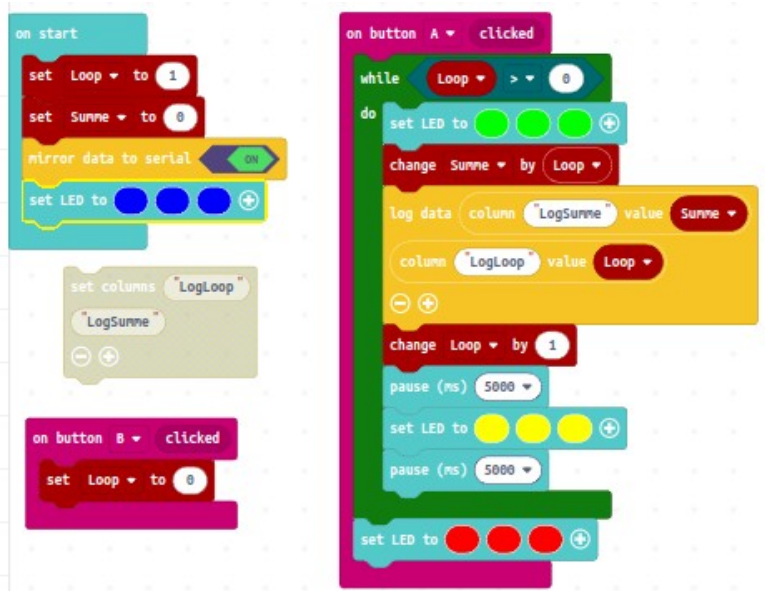 on start
set Loop to 1
set Summe to 0
mirror data to serial ON
set LED to
set columns "LogLoop"
"LogSumme"
on button B clicked
set Loop to 0
on button A clicked
while Loop > 0
do
set LED to
change Summe by Loop
log data column "LogSumme" value Summe
column "LogLoop" value Loop
change Loop by 1
pause (ms) 5000
set LED to
pause (ms) 5000
set LED to